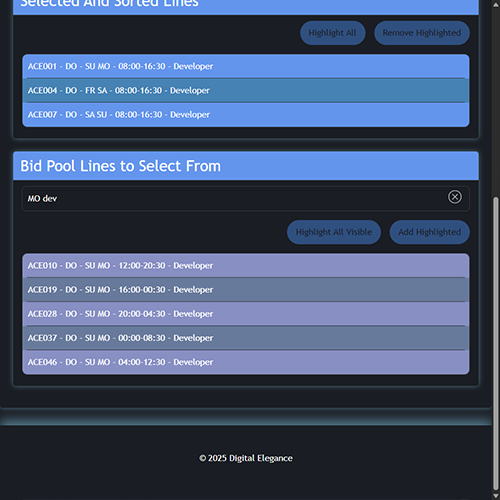 Selected And Sorted Lines
Highlight All
Remove Highlighted
ACE001 - DO - SU MO - 08:00-16:30 - Developer
ACE004 - DO - FR SA - 08:00-16:30 - Developer
ACE007 - DO - SA SU - 08:00-16:30 - Developer
Bid Pool Lines to Select From
MO dev
Highlight All Visible
Add Highlighted
ACE010 - DO - SU MO - 12:00-20:30 - Developer
ACE019 - DO - SU MO - 16:00-00:30 - Developer
ACE028 - DO - SU MO - 20:00-04:30 - Developer
ACE037 - DO - SU MO - 00:00-08:30 - Developer
ACE046 - DO - SU MO - 04:00-12:30 - Developer
© 2025 Digital Elegance